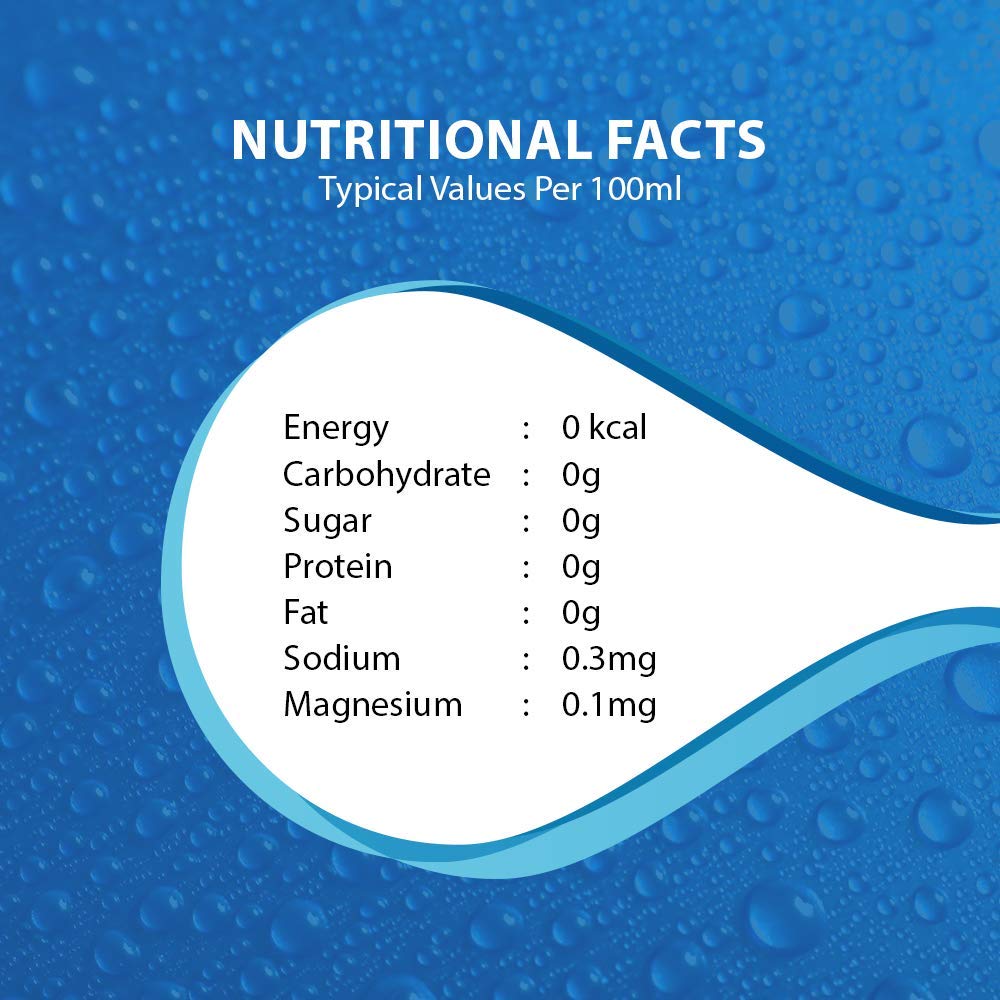 NUTRITIONAL FACTS
Typical Values Per 100ml
Energy : 0 kcal
Carbohydrate : 0g
Sugar : 0g
Protein : 0g
Fat : 0g
Sodium : 0.3mg
Magnesium : 0.1mg